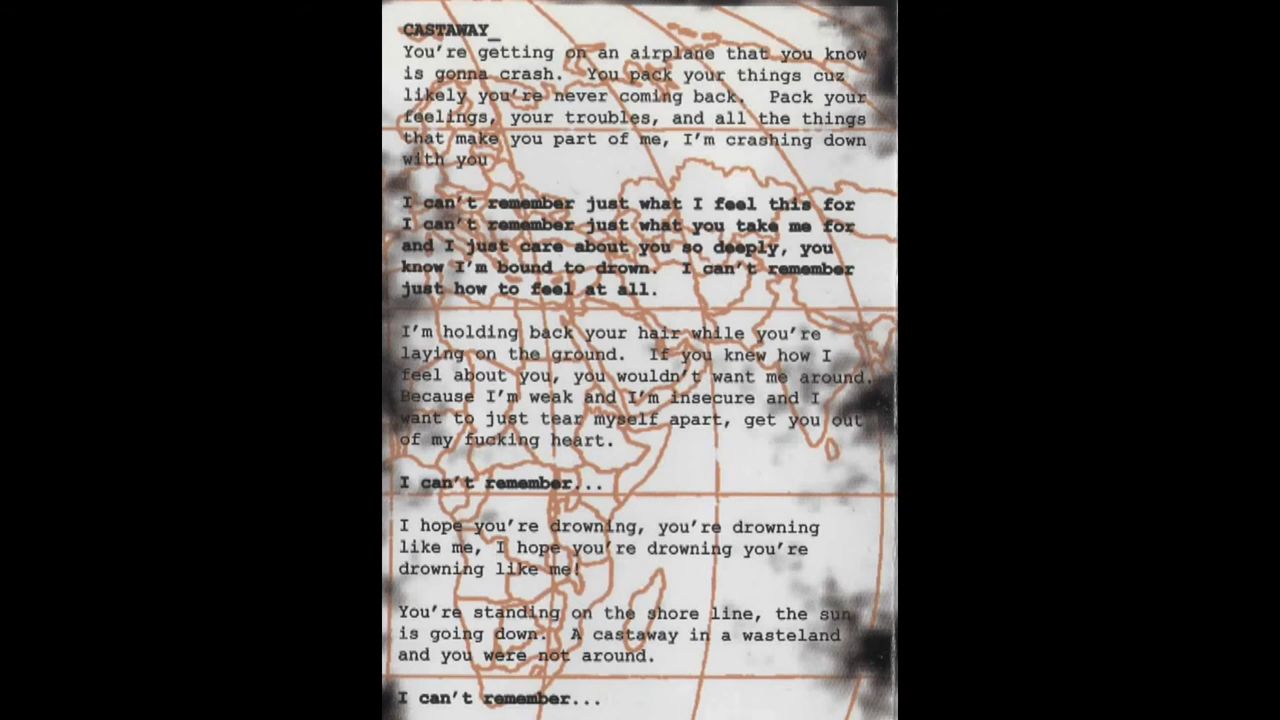 CASTAWAY_
You're getting on an airplane that you know
is gonna crash.  You pack your things cuz
likely you're never coming back.  Pack your
feelings, your troubles, and all the things
that make you part of me, I'm crashing down
with you
I can't remember just what I feel this for
I can't remember just what you take me for
and I just care about you so deeply, you
know I'm bound to drown.  I can't remember
just how to feel at all.
I'm holding back your hair while you're
laying on the ground.  If you knew how I
feel about you, you wouldn't want me around.
Because I'm weak and I'm insecure and I
want to just tear myself apart, get you out
of my fucking heart.
I can't remember...
I hope you're drowning, you're drowning
like me, I hope you're drowning you're
drowning like me!
You're standing on the shore line, the sun
is going down.  A castaway in a wasteland
and you were not around.
I can't remember...